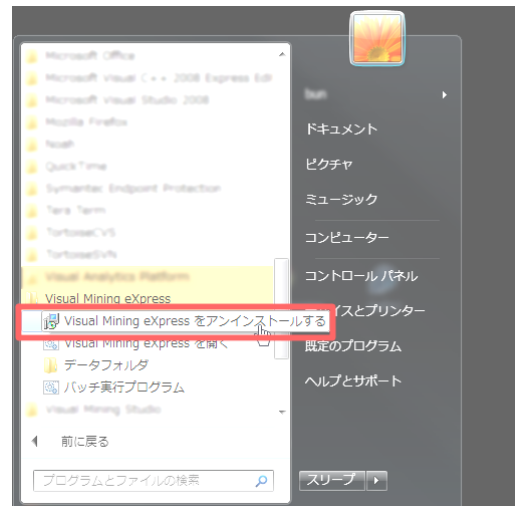 Microsoft Office
Microsoft Visual C++ 2008 Express Edi
Microsoft Visual Studio 2008
Mozilla Firefox
Noah
QuickTime
Symantec Endpoint Protection
Tera Term
TortoiseCVS
TortoiseSVN
Visual Analytics Platform
Visual Mining eXpress
Visual Mining eXpress をアンインストールする
Visual Mining eXpress を開く
データフォルダ
バッチ実行プログラム
Visual Mining Studio
前に戻る
プログラムとファイルの検索
bun
ドキュメント
ピクチャ
ミュージック
コンピューター
コントロール パネル
バイスとプリンター
既定のプログラム
ヘルプとサポート
スリープ